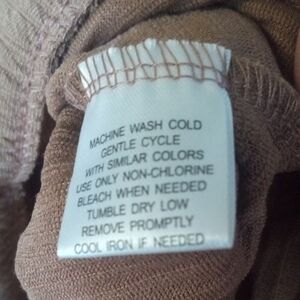 MACHINE WASH COLD
GENTLE CYCLE
WITH SIMILAR COLORS
USE ONLY NON-CHLORINE
BLEACH WHEN NEEDED
TUMBLE DRY LOW
REMOVE PROMPTLY
COOL IRON IF NEEDED